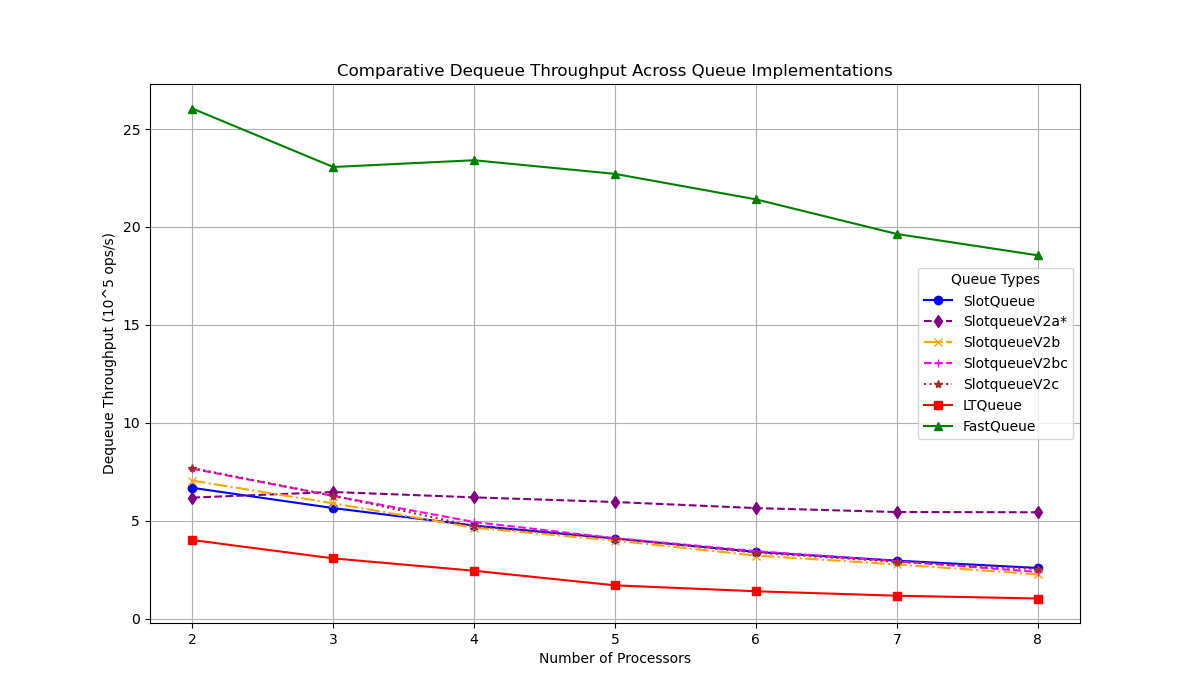 Comparative Dequeue Throughput Across Queue Implementations
Dequeue Throughput (10^5 ops/s)
25
20
15
10
5
0
2 3 4 5 6 7 8
Number of Processors
Queue Types
SlotQueue
SlotqueueV2a*
SlotqueueV2b
SlotqueueV2bc
SlotqueueV2c
LTQueue
FastQueue